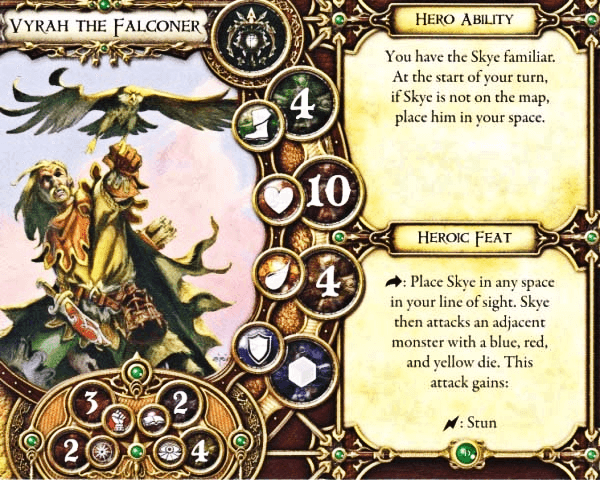 VYRAH THE FALCONER
4
10
4
3
2
2
4
HERO ABILITY
You have the Skye familiar.
At the start of your turn,
if Skye is not on the map,
place him in your space.
HEROIC FEAT
: Place Skye in any space
in your line of sight. Skye
then attacks an adjacent
monster with a blue, red,
and yellow die. This
attack gains:
: Stun